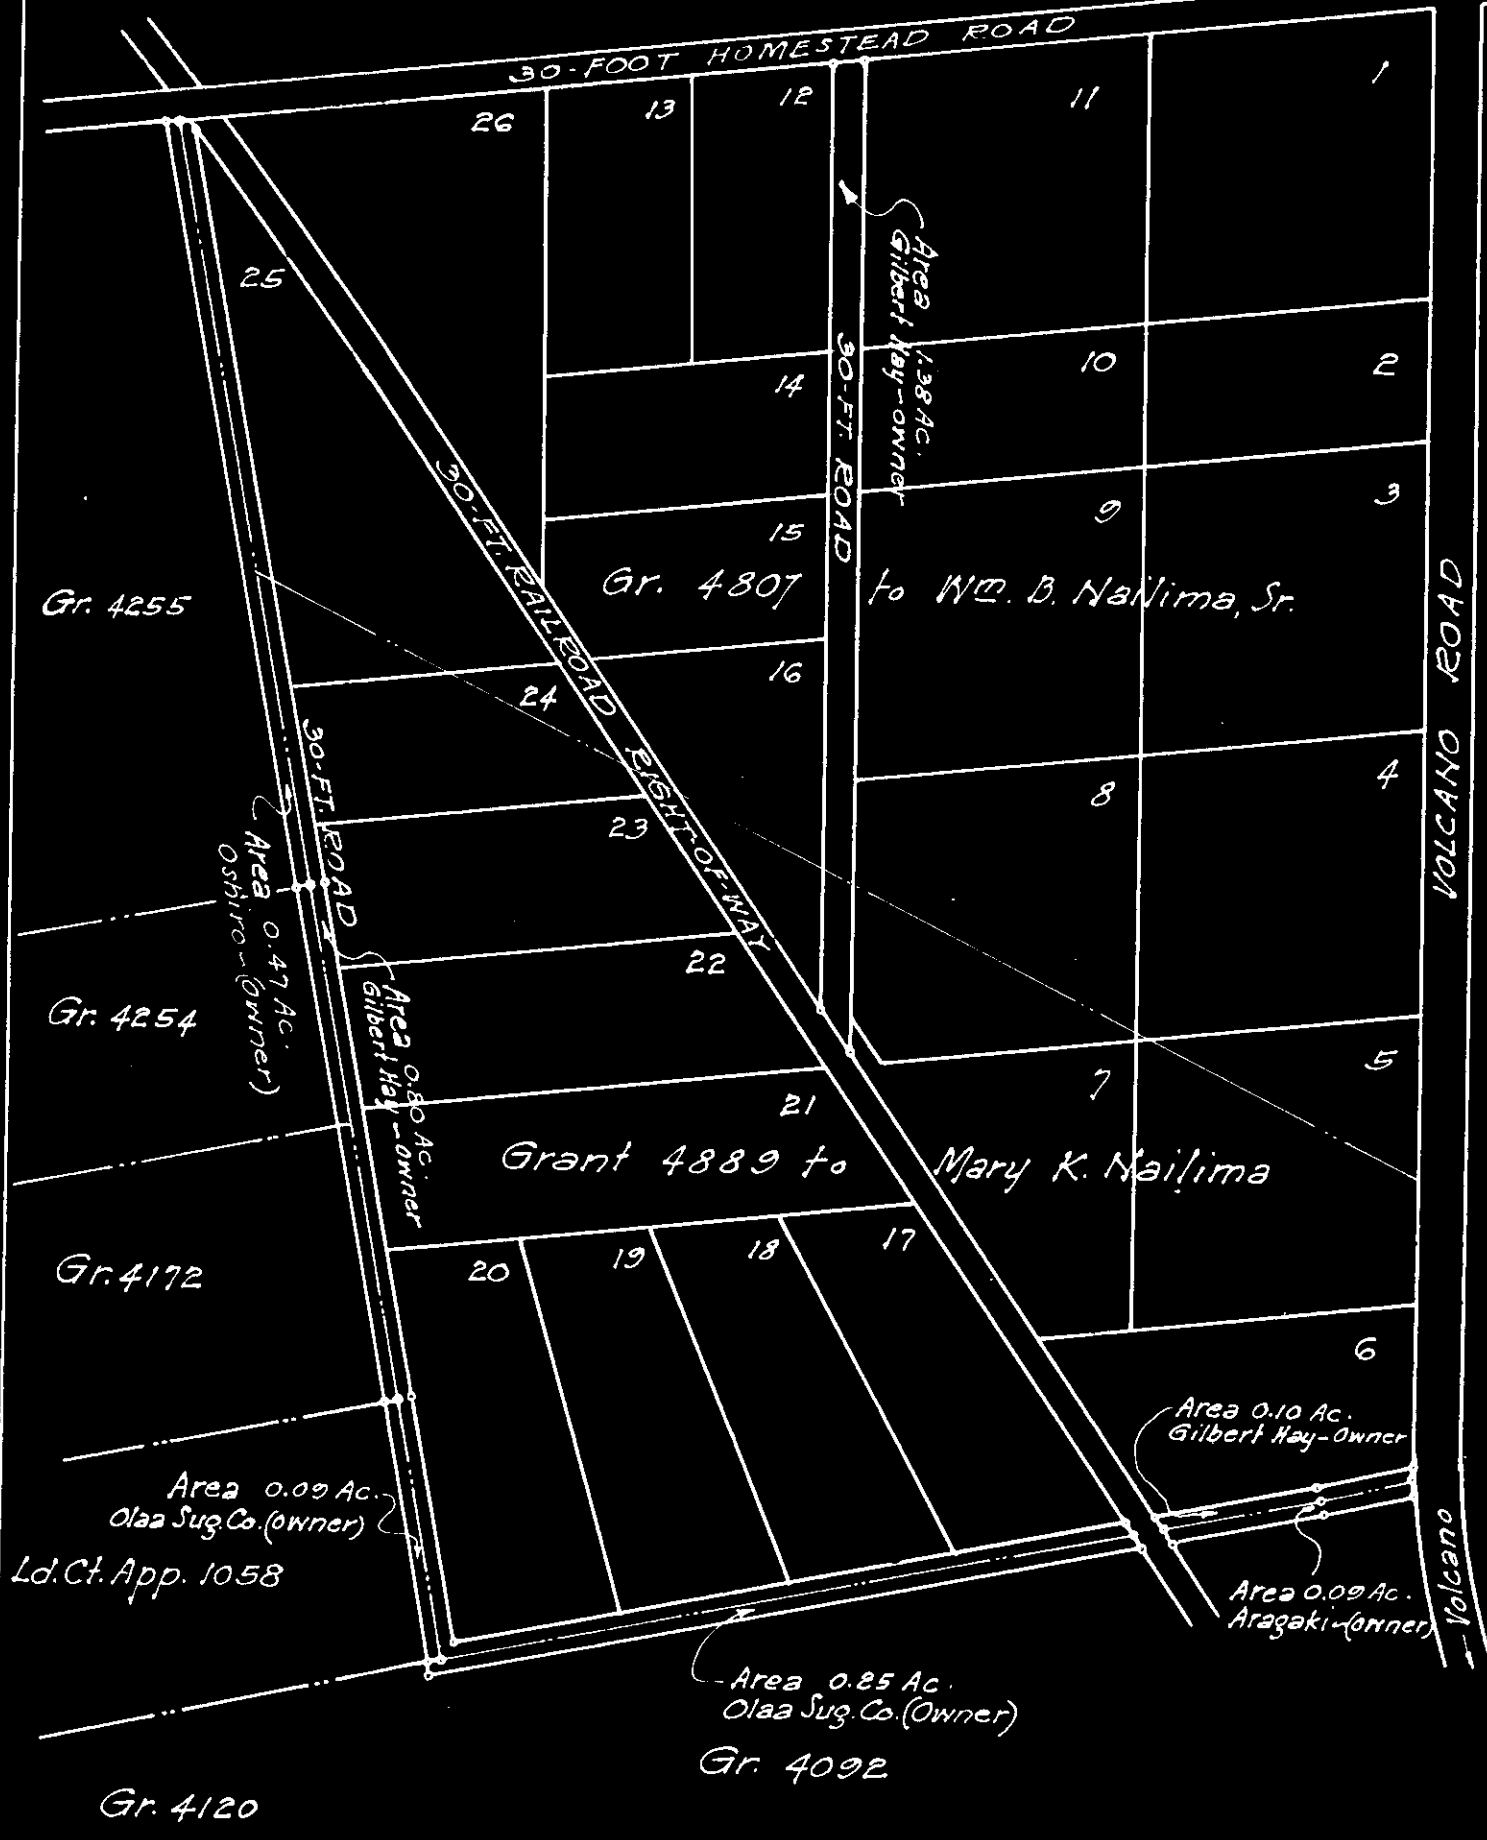 30-FOOT HOMESTEAD ROAD
1
11
12
13
26
25
Area 1.38 Ac.
Gilbert Hay-owner
30-FT. ROAD
14
10
2
30-FT. RAILROAD RIGHT-OF-WAY
15
9
3
Gr. 4807 to Wm. B. Nailima, Sr.
Gr. 4255
VOLCANO ROAD
16
24
30-FT. ROAD
8
4
23
Area 0.47 Ac.
Oshiro-(owner)
22
Gr. 4254
Area 0.80 Ac.
Gilbert Hay-owner
21
7
5
Grant 4889 to Mary K. Nailima
Gr. 4172
20
19
18
17
6
Area 0.10 Ac.
Gilbert Hay-Owner
Area 0.09 Ac.
Olaa Sug. Co. (owner)
Ld. Ct. App. 1058
Area 0.09 Ac.
Aragaki-(owner)
Volcano
Area 0.25 Ac.
Olaa Sug. Co. (Owner)
Gr. 4092
Gr. 4120